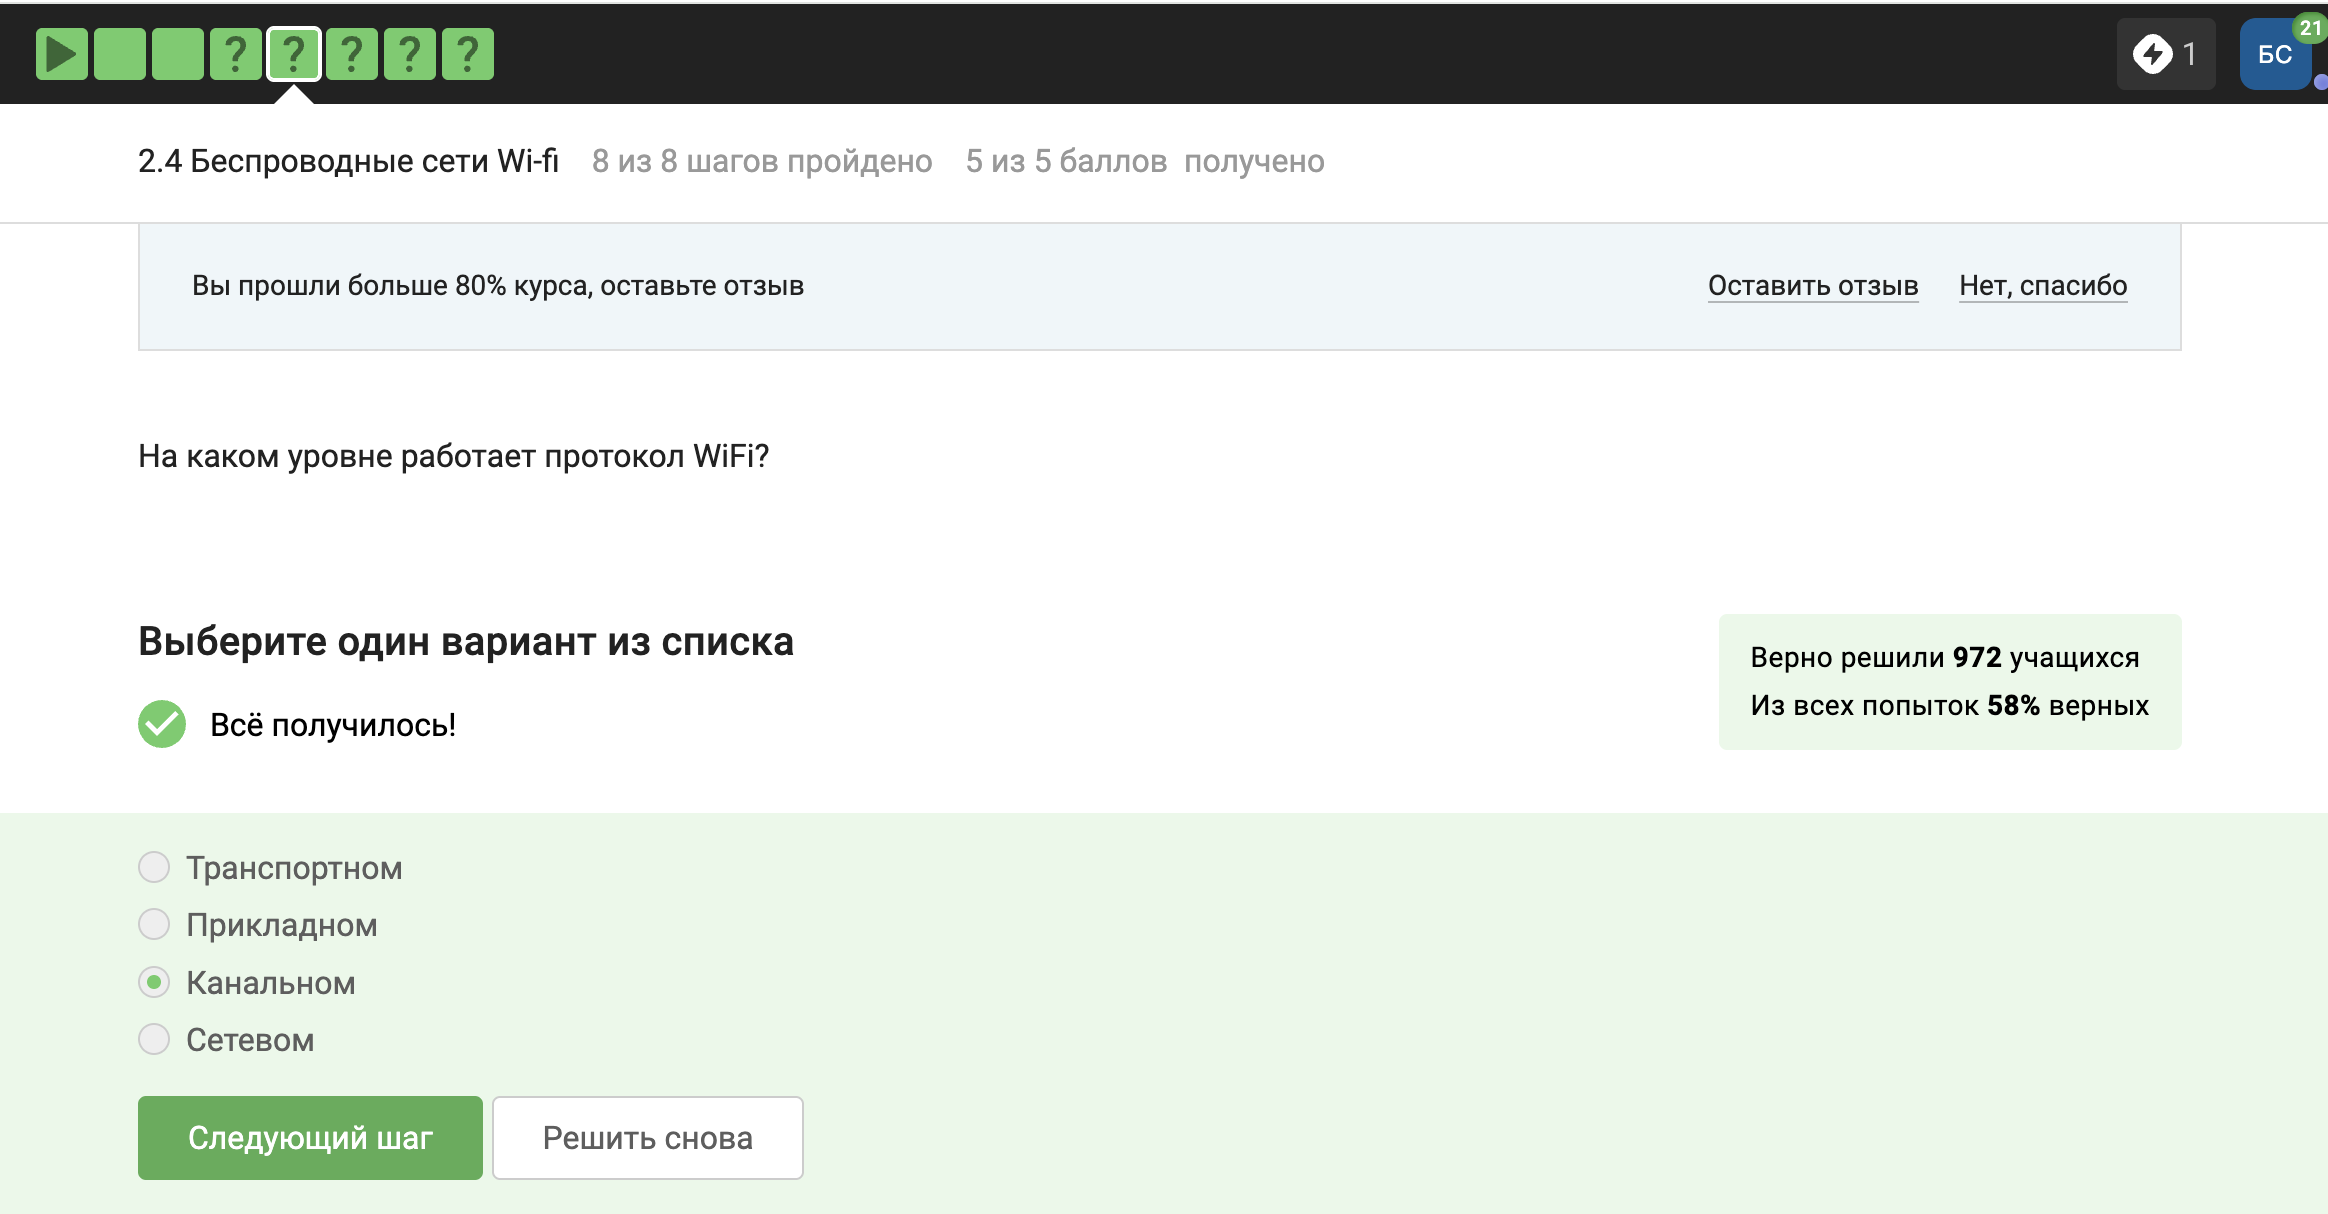 ? ? ? ? ?
1
БС
21
2.4 Беспроводные сети Wi-fi 8 из 8 шагов пройдено 5 из 5 баллов получено
Вы прошли больше 80% курса, оставьте отзыв Оставить отзыв Нет, спасибо
На каком уровне работает протокол WiFi?
Выберите один вариант из списка
Всё получилось!
Верно решили 972 учащихся
Из всех попыток 58% верных
Транспортном
Прикладном
Канальном
Сетевом
Следующий шаг Решить снова